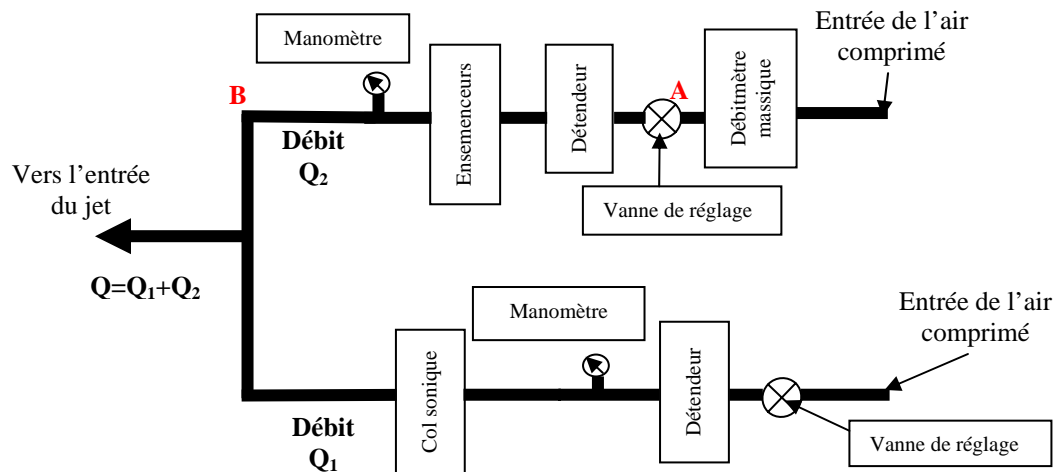 Entrée de l’air
comprimé
Manomètre
B
A
Ensemenceurs
Détendeur
Débitmètre
massique
Débit
Q₂
Vers l’entrée
du jet
Vanne de réglage
Q=Q₁+Q₂
Manomètre
Entrée de l’air
comprimé
Col sonique
Détendeur
Débit
Q₁
Vanne de réglage